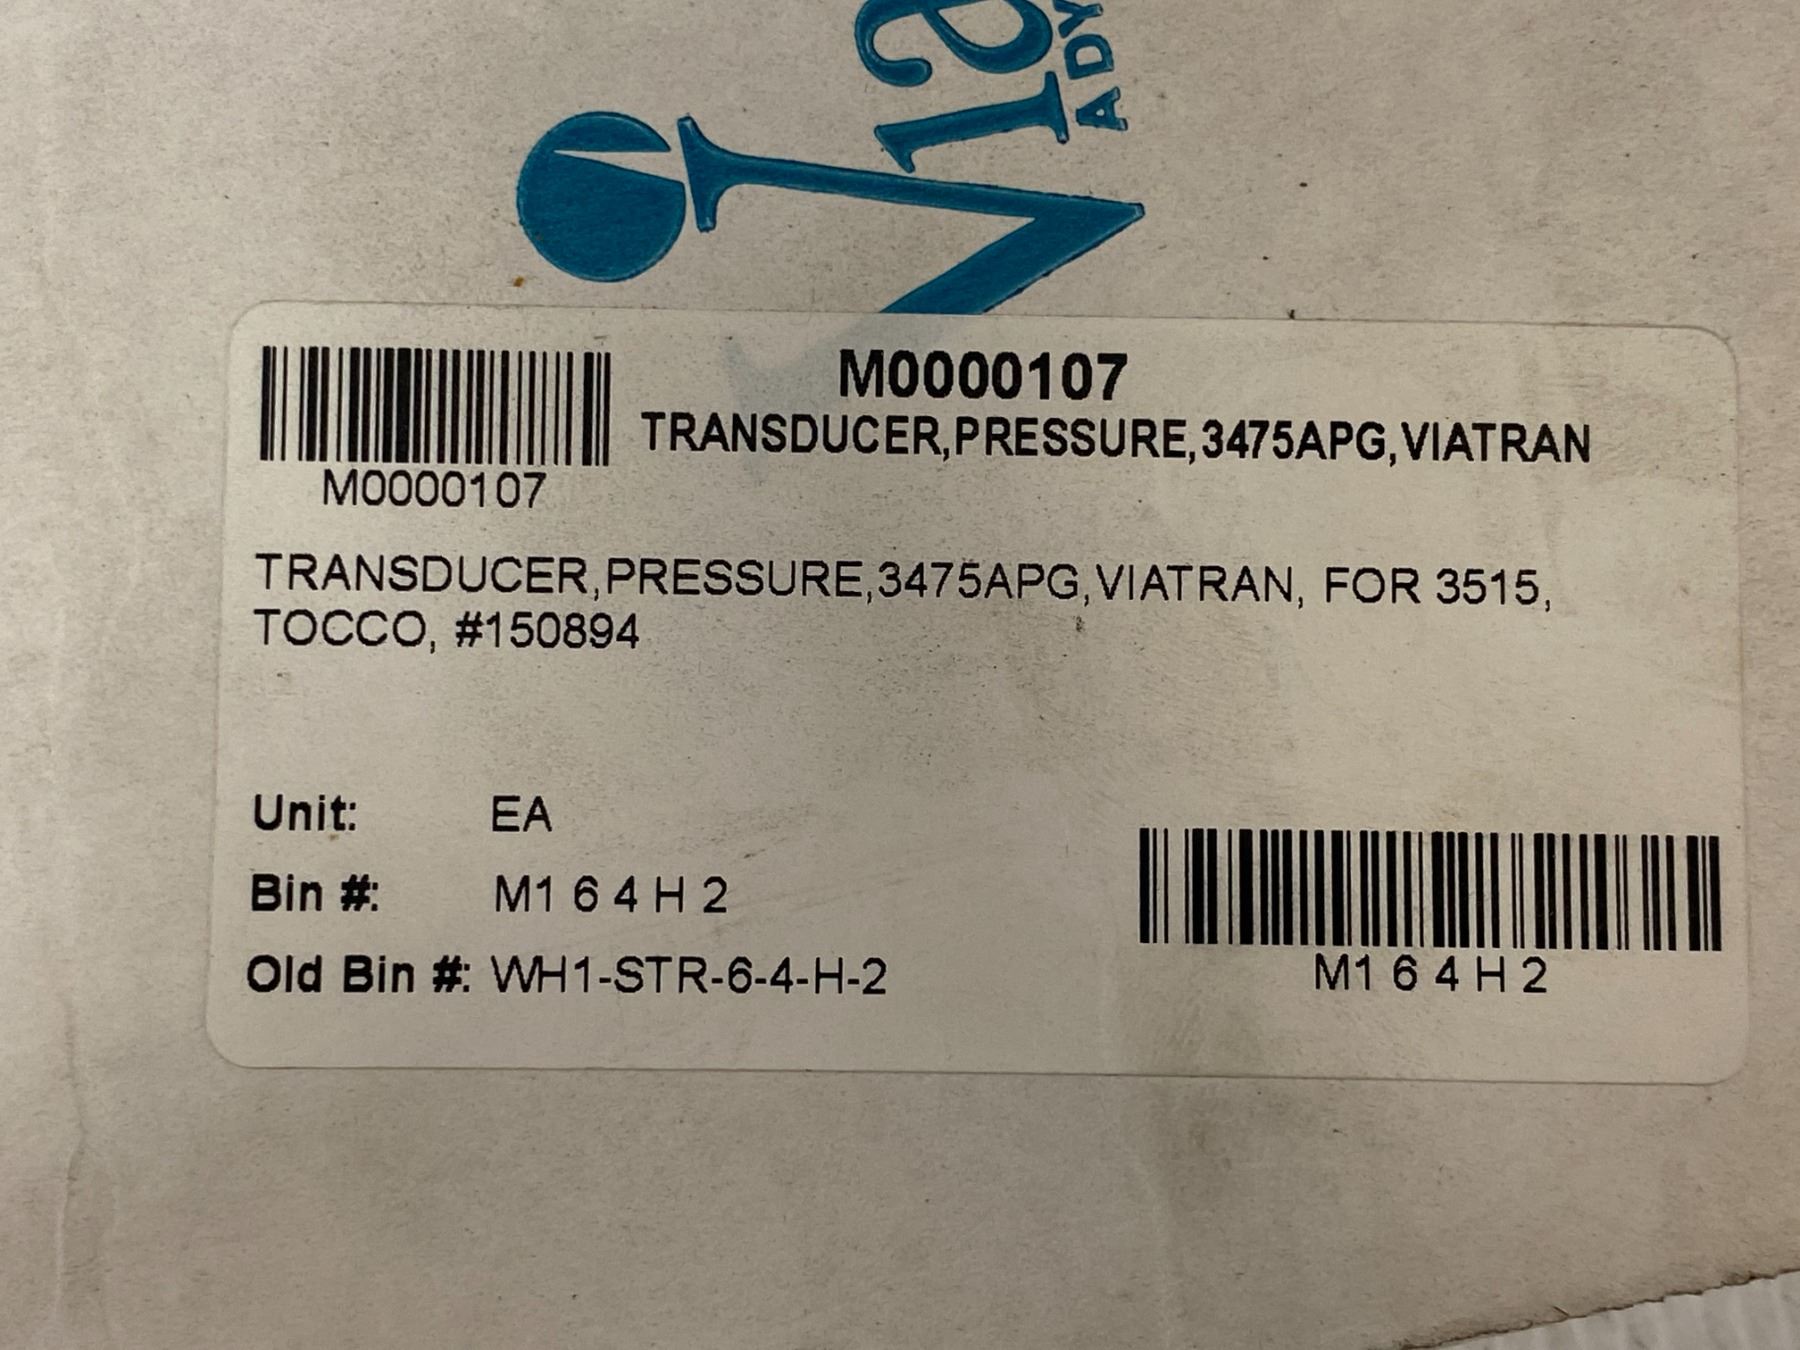 Via
ADY
M0000107
TRANSDUCER,PRESSURE,3475APG,VIATRAN
M0000107
TRANSDUCER,PRESSURE,3475APG,VIATRAN, FOR 3515,
TOCCO, #150894
Unit: EA
Bin #: M1 6 4 H 2
Old Bin #: WH1-STR-6-4-H-2
M1 6 4 H 2